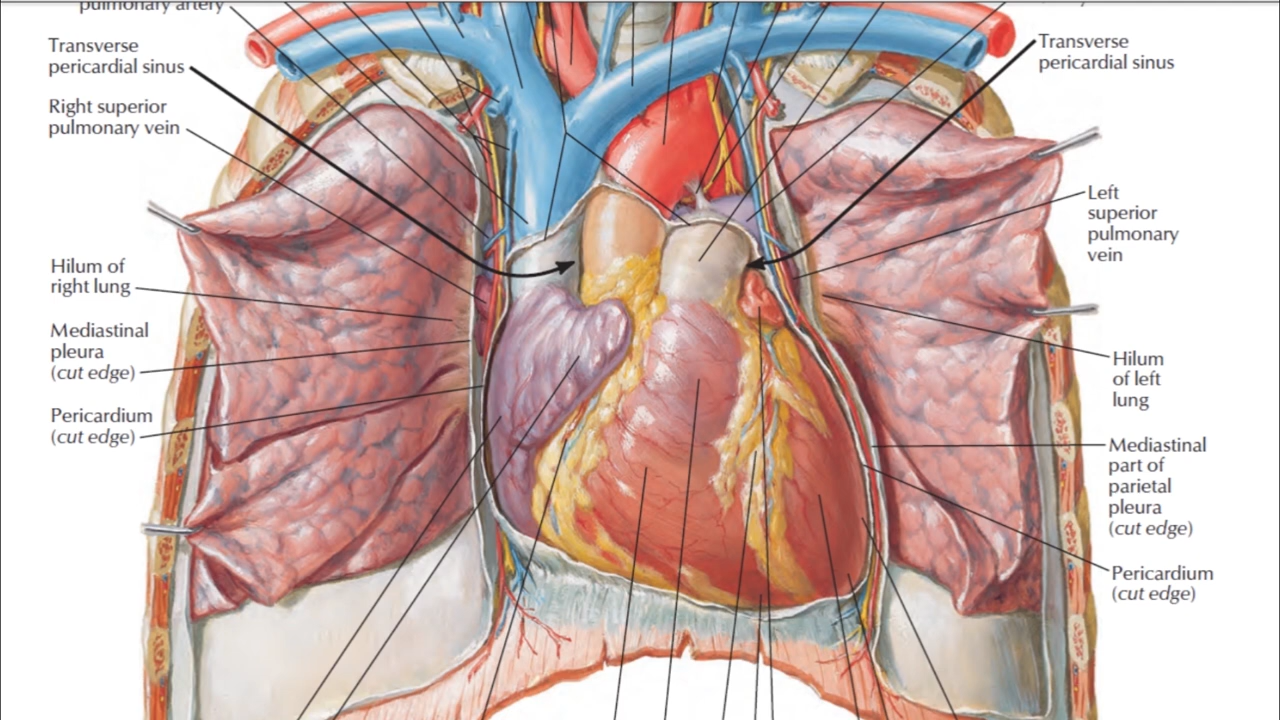 pulmonary artery
Transverse
pericardial sinus
Right superior
pulmonary vein
Hilum of
right lung
Mediastinal
pleura
(cut edge)
Pericardium
(cut edge)
Transverse
pericardial sinus
Left
superior
pulmonary
vein
Hilum
of left
lung
Mediastinal
part of
parietal
pleura
(cut edge)
Pericardium
(cut edge)